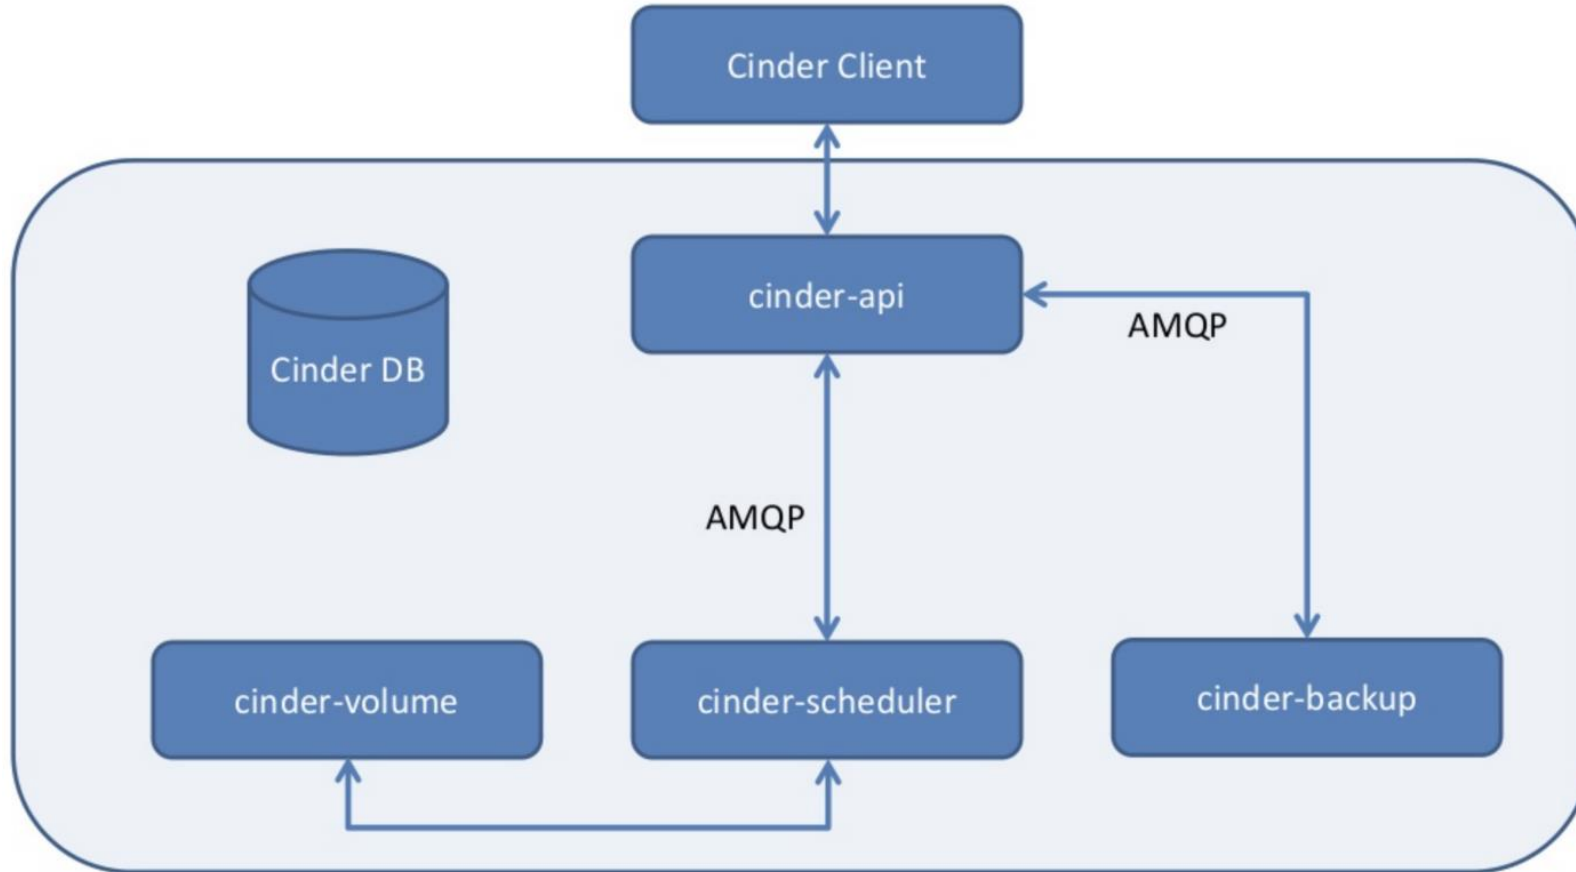 Cinder Client
cinder-api
AMQP
Cinder DB
AMQP
cinder-volume
cinder-scheduler
cinder-backup